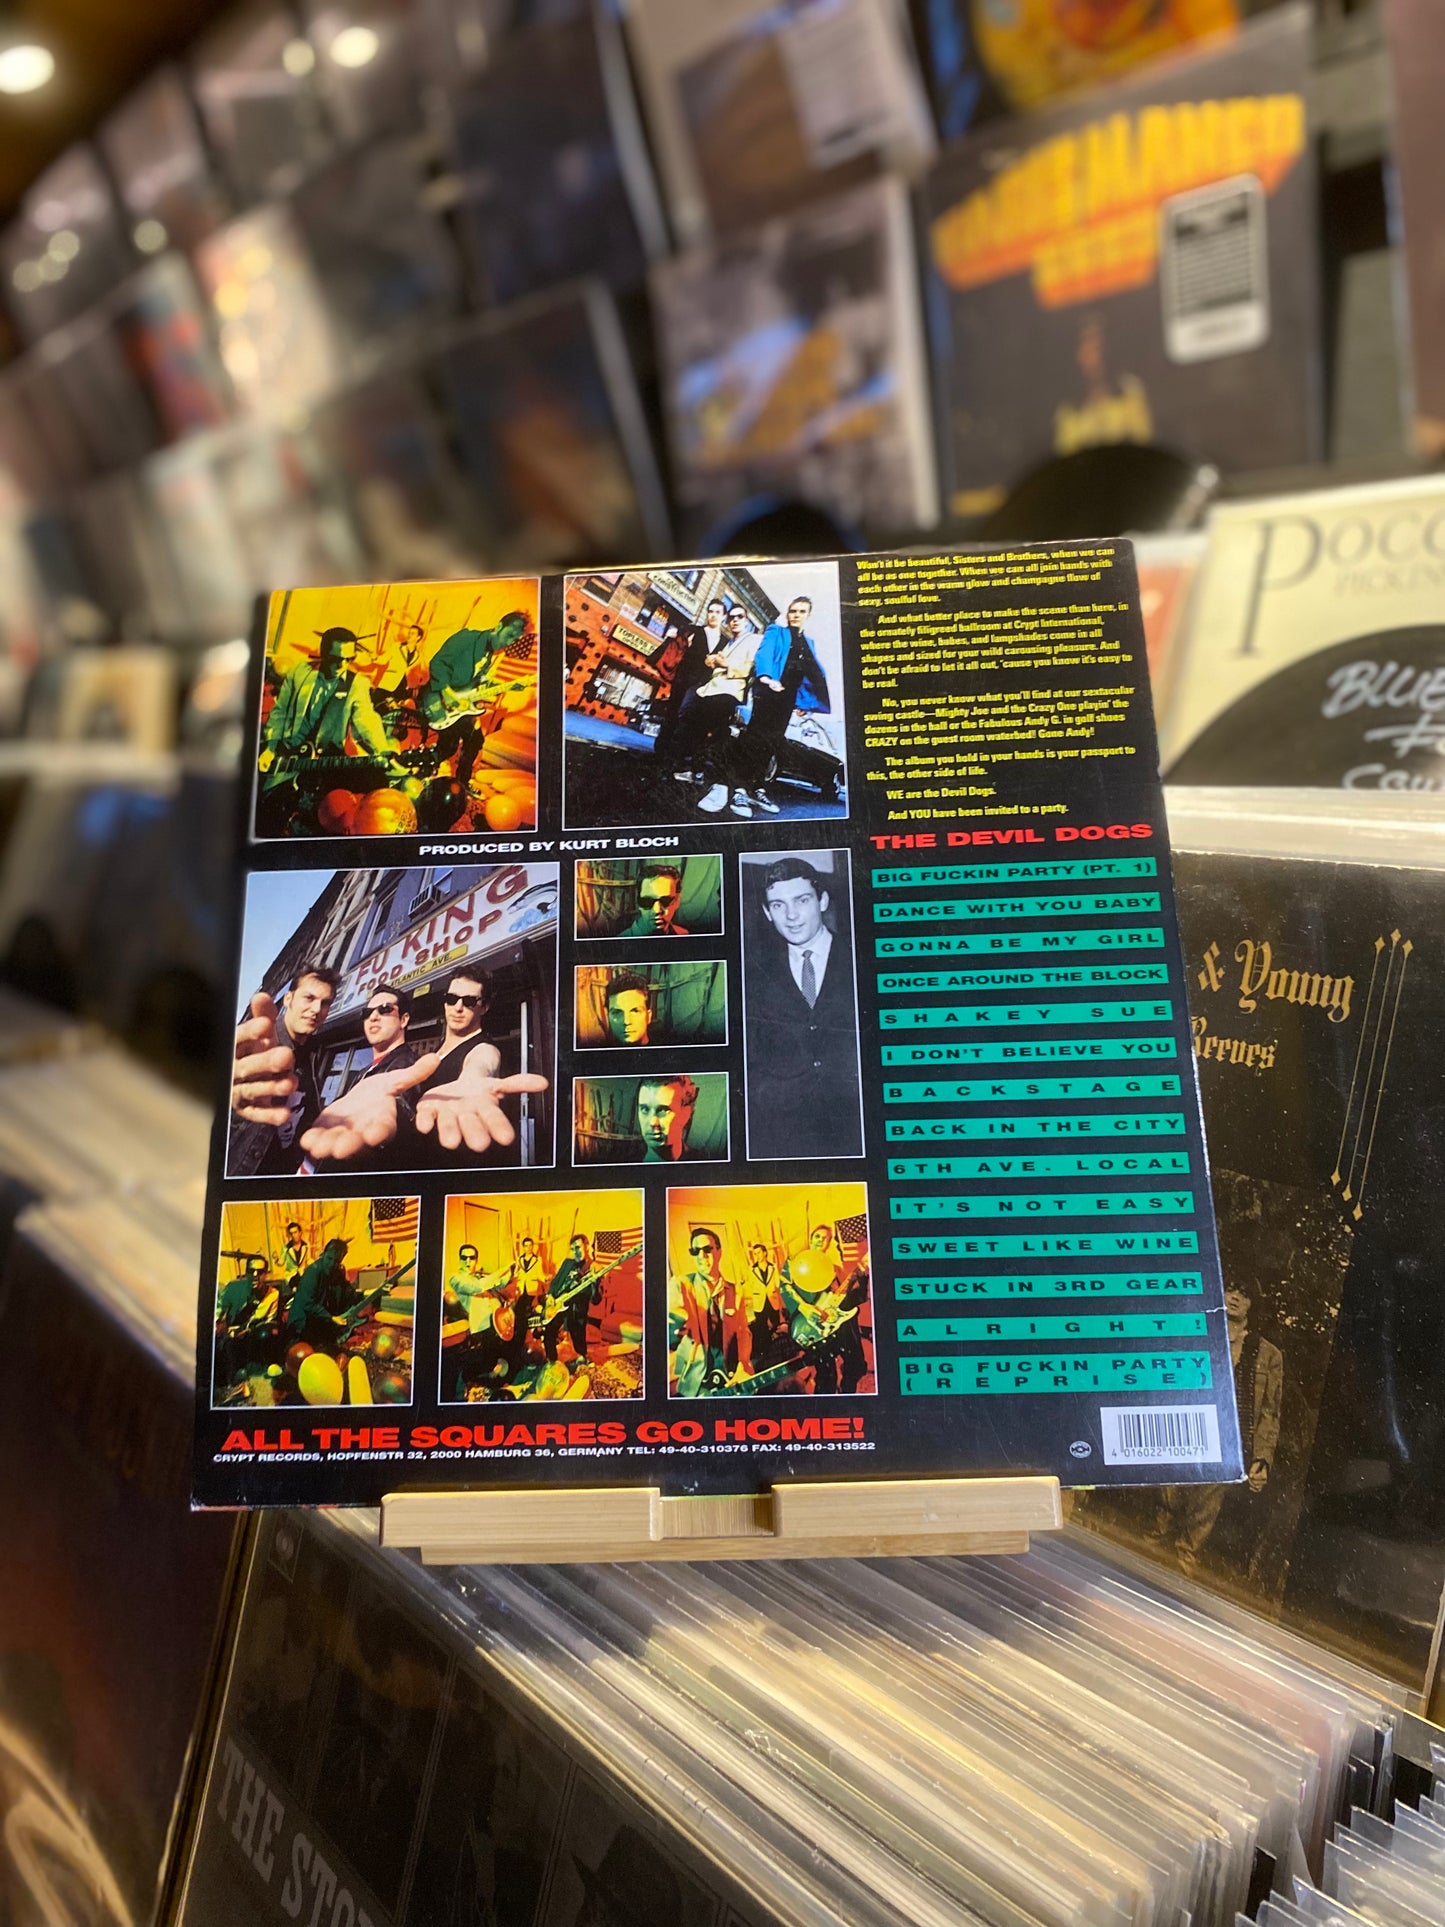 Won't it be beautiful, Sisters and Brothers, when we can
all be as one together. When we can all join hands with
each other in the warm glow and champagne flow of
sexy, soulful love.
And what better place to make the scene than here, in
the ornately filigreed ballroom at Crypt International,
where the wine, babes, and lampshades come in all
shapes and sized for your wild carousing pleasure. And
don't be afraid to let it all out, 'cause you know it's easy to
be real.
No, you never know what you'll find at our sextacular
swing castle—Mighty Joe and the Crazy One playin' the
dozens in the hall or the Fabulous Andy G. in golf shoes
CRAZY on the guest room waterbed! Gone Andy!
The album you hold in your hands is your passport to
this, the other side of life.
WE are the Devil Dogs.
And YOU have been invited to a party.
TOPLESS
PRODUCED BY KURT BLOCH
THE DEVIL DOGS
BIG FUCKIN PARTY (PT. 1)
DANCE WITH YOU BABY
GONNA BE MY GIRL
ONCE AROUND THE BLOCK
SHAKEY SUE
I DON'T BELIEVE YOU
BACKSTAGE
BACK IN THE CITY
6TH AVE. LOCAL
IT'S NOT EASY
SWEET LIKE WINE
STUCK IN 3RD GEAR
ALRIGHT!
BIG FUCKIN PARTY
(REPRISE)
FU KING
FOOD SHOP
ATLANTIC AVE.
ALL THE SQUARES GO HOME!
CRYPT RECORDS, HOPFENSTR 32, 2000 HAMBURG 36, GERMANY TEL: 49-40-310376 FAX: 49-40-313522
4 016022 100471
POCO
BLUE
& Young
Reeves
THE STO